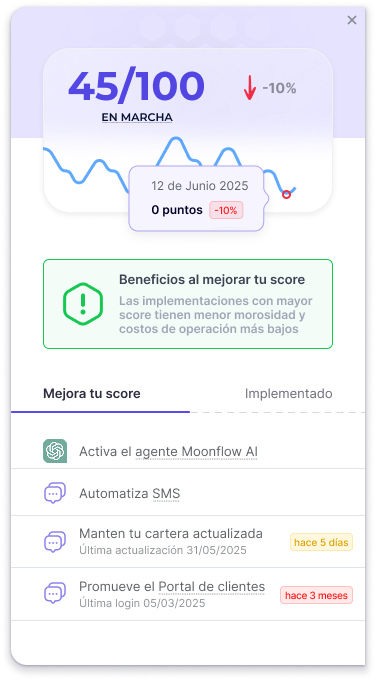 45/100
-10%
EN MARCHA
12 de Junio 2025
0 puntos -10%
Beneficios al mejorar tu score
Las implementaciones con mayor
score tienen menor morosidad y
costos de operación más bajos
Mejora tu score
Implementado
Activa el agente Moonflow AI
Automatiza SMS
Manten tu cartera actualizada
Última actualización 31/05/2025
hace 5 días
Promueve el Portal de clientes
Última login 05/03/2025
hace 3 meses